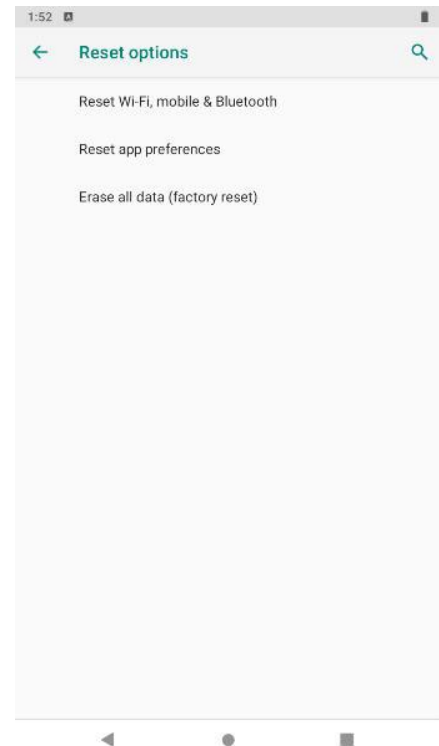 1:52
Reset options
Reset Wi-Fi, mobile & Bluetooth
Reset app preferences
Erase all data (factory reset)